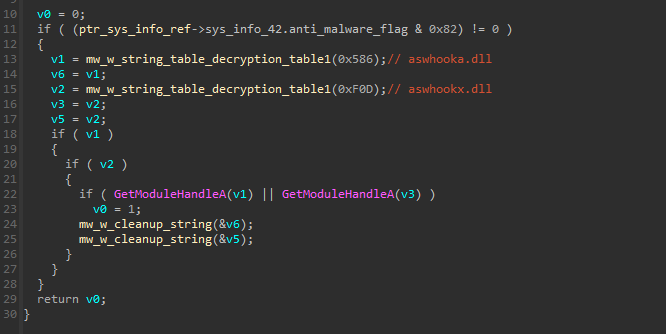 10 v0 = 0;
11 if ( (ptr_sys_info_ref->sys_info_42.anti_malware_flag & 0x82) != 0 )
12 {
13 v1 = mw_w_string_table_decryption_table1(0x586);// aswhooka.dll
14 v6 = v1;
15 v2 = mw_w_string_table_decryption_table1(0xF0D);// aswhookx.dll
16 v3 = v2;
17 v5 = v2;
18 if ( v1 )
19 {
20 if ( v2 )
21 {
22 if ( GetModuleHandleA(v1) || GetModuleHandleA(v3) )
23 v0 = 1;
24 mw_w_cleanup_string(&v6);
25 mw_w_cleanup_string(&v5);
26 }
27 }
28 }
29 return v0;
30 }